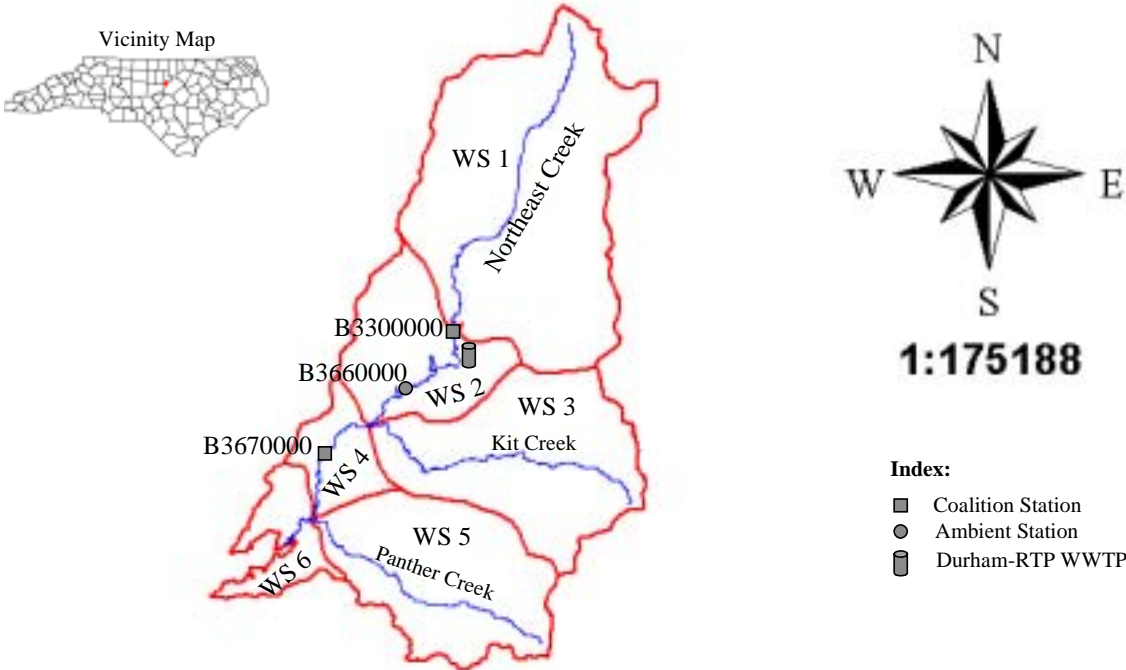 Vicinity Map
WS 1
Northeast Creek
B3300000
B3660000
WS 2
WS 3
Kit Creek
B3670000
WS 4
WS 5
Panther Creek
WS 6
N
W
E
S
1:175188
Index:
Coalition Station
Ambient Station
Durham-RTP WWTP